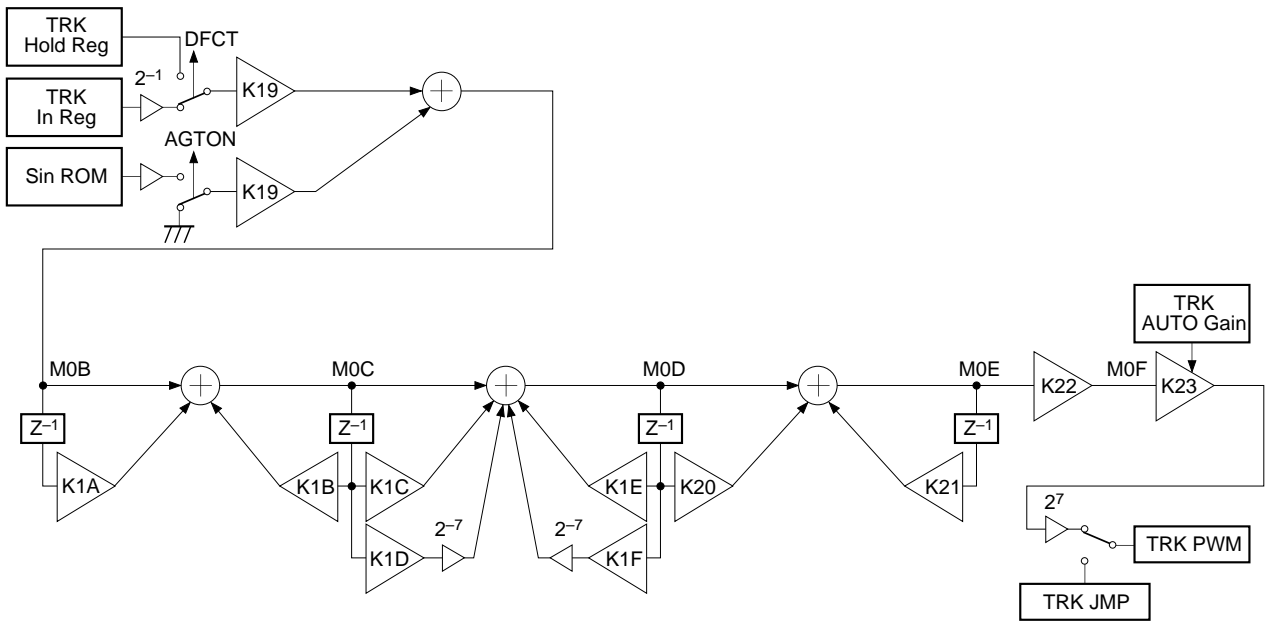 TRK
Hold Reg
DFCT
2–1
K19
TRK
In Reg
AGTON
Sin ROM
K19
TRK
AUTO Gain
M0B
M0C
M0D
M0E
M0F
K22
K23
Z–1
Z–1
Z–1
Z–1
K1A
K1B
K1C
K1E
K20
K21
2–7
2–7
K1D
K1F
27
TRK PWM
TRK JMP